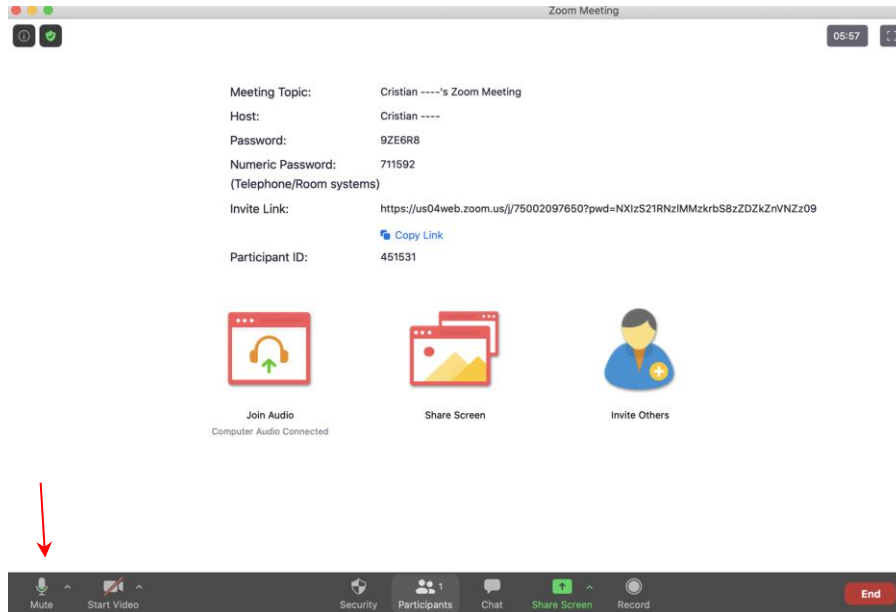 Zoom Meeting
05:57
Meeting Topic: Cristian ----'s Zoom Meeting
Host: Cristian ----
Password: 9ZE6R8
Numeric Password: 711592
(Telephone/Room systems)
Invite Link: https://us04web.zoom.us/j/75002097650?pwd=NXIzS21RNzlMMzkrbS8zZDZkZnVNZz09
Copy Link
Participant ID: 451531
Join Audio Share Screen Invite Others
Computer Audio Connected
1
Mute Start Video Security Participants Chat Share Screen Record End